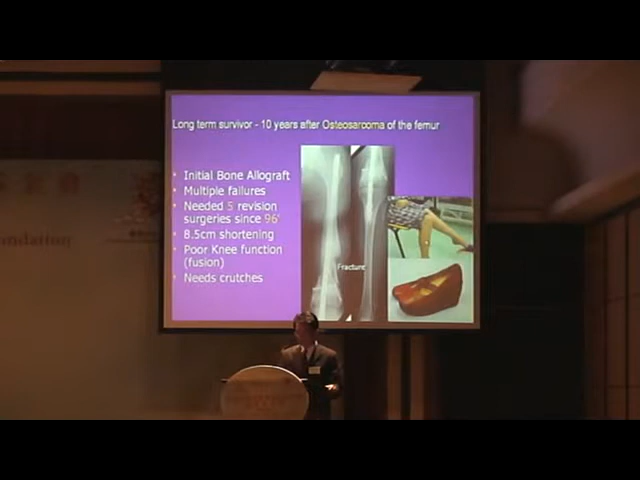 Long term survivor - 10 years after Osteosarcoma of the femur
Initial Bone Allograft
Multiple failures
Needed 5 revision
surgeries since 96'
8.5cm shortening
Poor Knee function
(fusion)
Needs crutches
Fracture